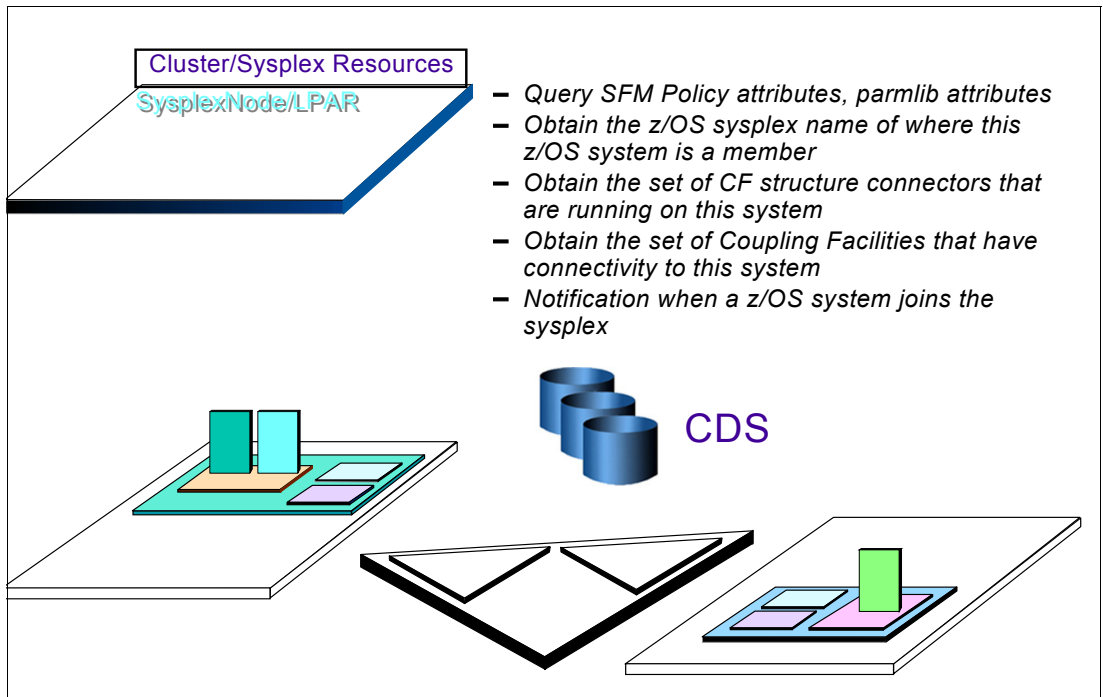 Cluster/Sysplex Resources
SysplexNode/LPAR
– Query SFM Policy attributes, parmlib attributes
– Obtain the z/OS sysplex name of where this
z/OS system is a member
– Obtain the set of CF structure connectors that
are running on this system
– Obtain the set of Coupling Facilities that have
connectivity to this system
– Notification when a z/OS system joins the
sysplex
CDS